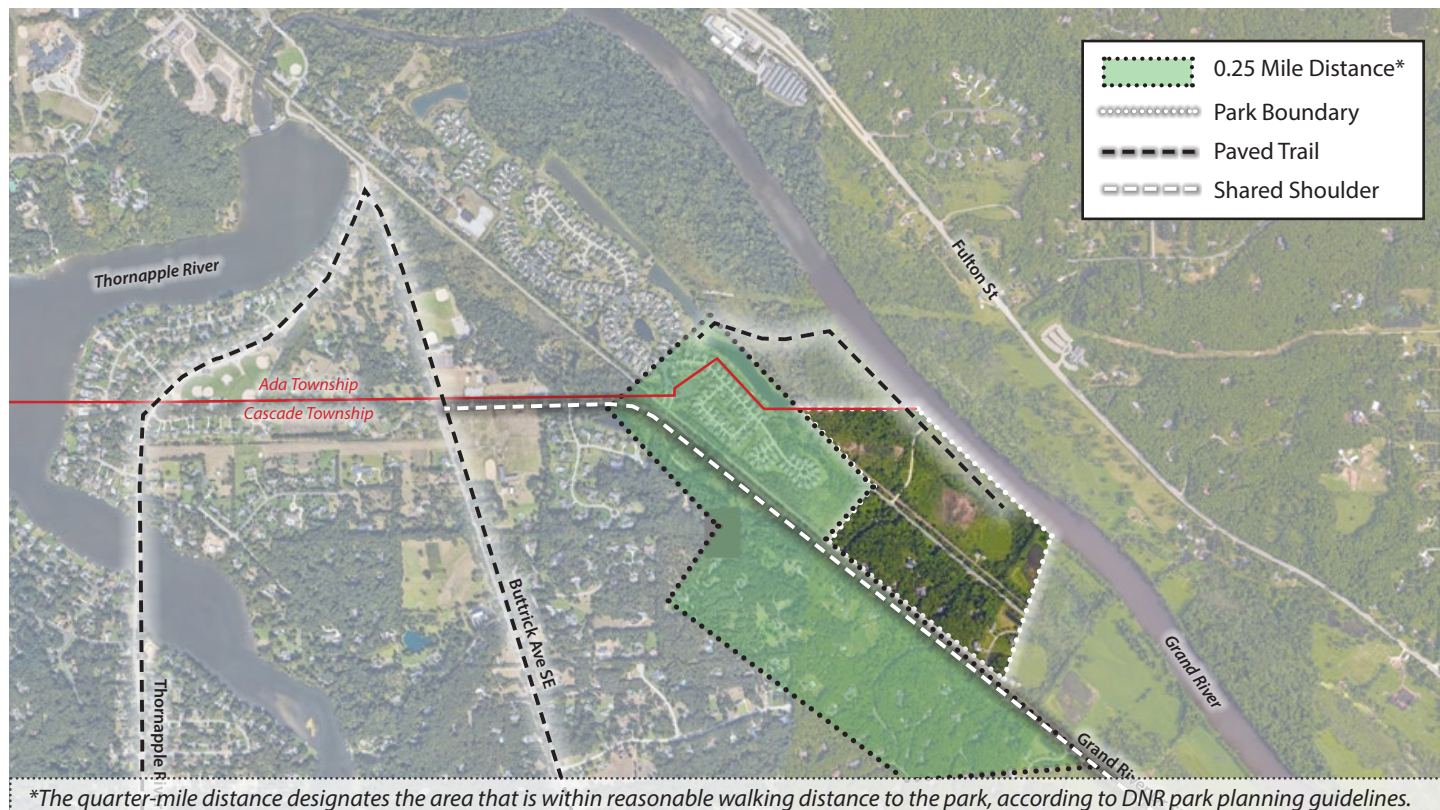 0.25 Mile Distance*
Park Boundary
Paved Trail
Shared Shoulder
Fulton St
Thornapple River
Ada Township
Cascade Township
Buttrick Ave SE
Grand River
Thornapple
Grand
*The quarter-mile distance designates the area that is within reasonable walking distance to the park, according to DNR park planning guidelines.